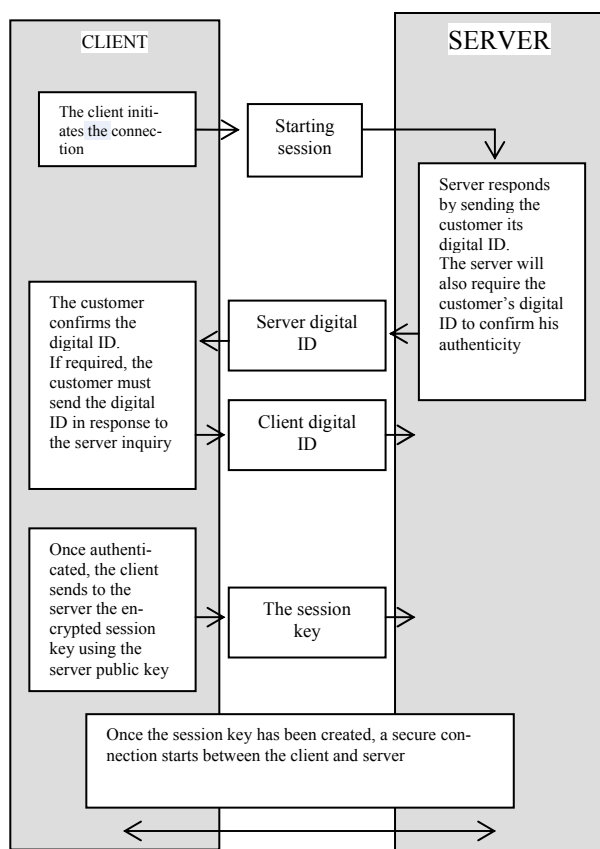 CLIENT
SERVER
The client initi-
ates the connec-
tion
Starting
session
Server responds
by sending the
customer its
digital ID.
The server will
also require the
customer's digital
ID to confirm his
authenticity
The customer
confirms the
digital ID.
If required, the
customer must
send the digital
ID in response to
the server inquiry
Server digital
ID
Client digital
ID
Once authenti-
cated, the client
sends to the
server the en-
crypted session
key using the
server public key
The session
key
Once the session key has been created, a secure con-
nection starts between the client and server